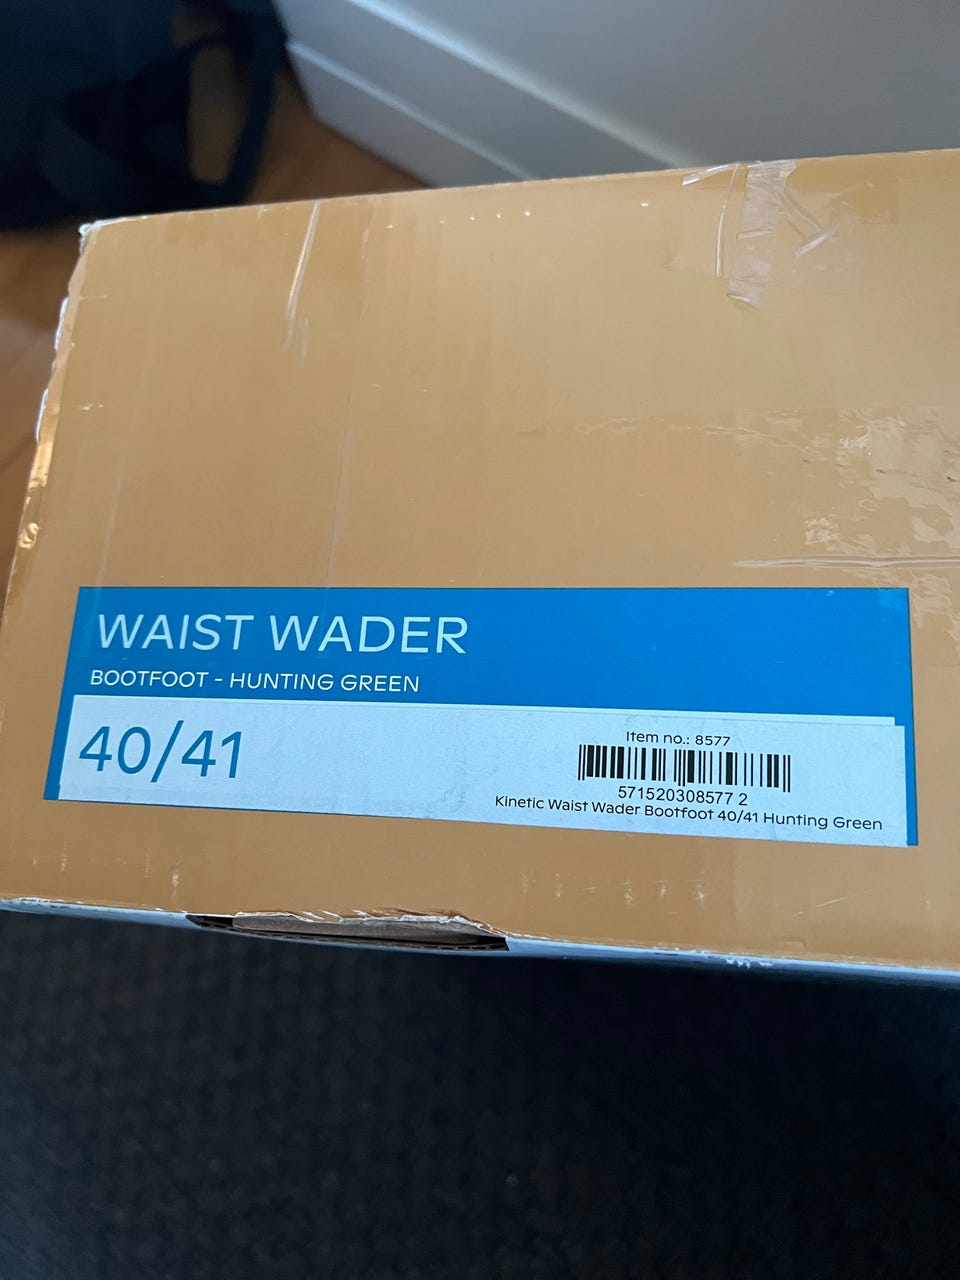 WAIST WADER
BOOTFOOT - HUNTING GREEN
40/41
Item no.: 8577
571520308577 2
Kinetic Waist Wader Bootfoot 40/41 Hunting Green